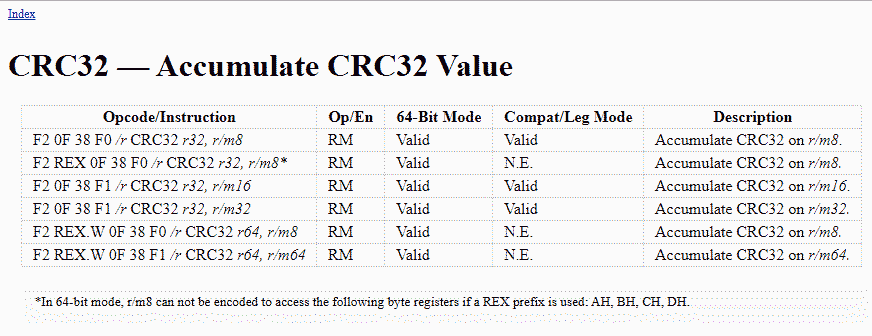 Index
CRC32 — Accumulate CRC32 Value
Opcode/Instruction Op/En 64-Bit Mode Compat/Leg Mode Description
F2 0F 38 F0 /r CRC32 r32, r/m8 RM Valid Valid Accumulate CRC32 on r/m8.
F2 REX 0F 38 F0 /r CRC32 r32, r/m8* RM Valid N.E. Accumulate CRC32 on r/m8.
F2 0F 38 F1 /r CRC32 r32, r/m16 RM Valid Valid Accumulate CRC32 on r/m16.
F2 0F 38 F1 /r CRC32 r32, r/m32 RM Valid Valid Accumulate CRC32 on r/m32.
F2 REX.W 0F 38 F0 /r CRC32 r64, r/m8 RM Valid N.E. Accumulate CRC32 on r/m8.
F2 REX.W 0F 38 F1 /r CRC32 r64, r/m64 RM Valid N.E. Accumulate CRC32 on r/m64.
*In 64-bit mode, r/m8 can not be encoded to access the following byte registers if a REX prefix is used: AH, BH, CH, DH.